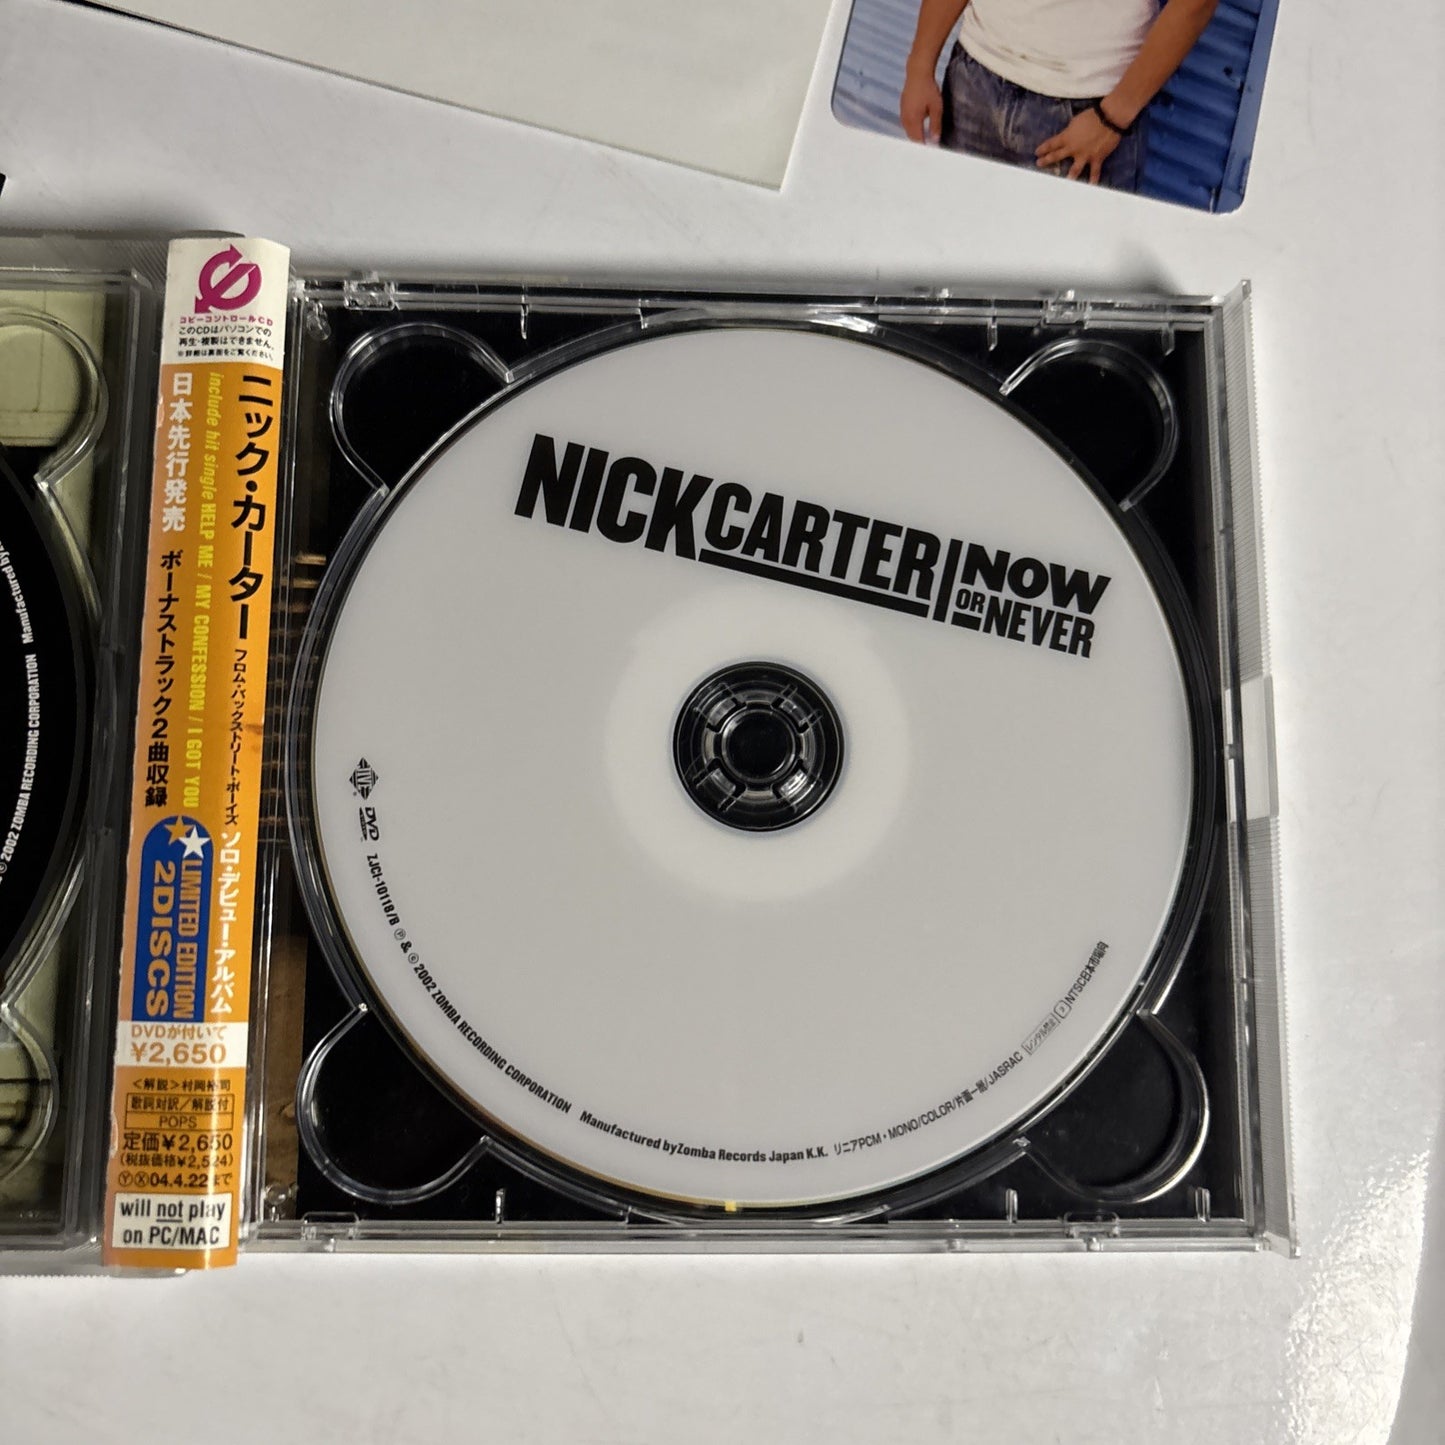 コピーコントロールCD
このCDはパソコンでの
再生・複製はできません。
※詳細は裏面をご覧ください。
ニック・カーター フロム・バックストリート・ボーイズ ソロ・デビュー・アルバム
include hit single HELP ME / MY CONFESSION / I GOT YOU
日本先行発売 ボーナストラック2曲収録
LIMITED EDITION
2DISCS
DVDが付いて
¥2,650
<解説>村岡裕司
歌詞対訳/解説付
POPS
定価¥2,650
(税抜価格¥2,524)
Ⓨ Ⓧ 04.4.22まで
will not play
on PC/MAC
NICK CARTER
NOW
OR NEVER
JIVE
DVD
ZJCI-10118/B ℗ & © 2002 ZOMBA RECORDING CORPORATION Manufactured by Zomba Records Japan K.K. リニアPCM・MONO/COLOR/片面一層/JASRAC レンタル禁止 2 NTSC日本市場向
© 2002 ZOMBA RECORDING CORPORATION Manufactured by